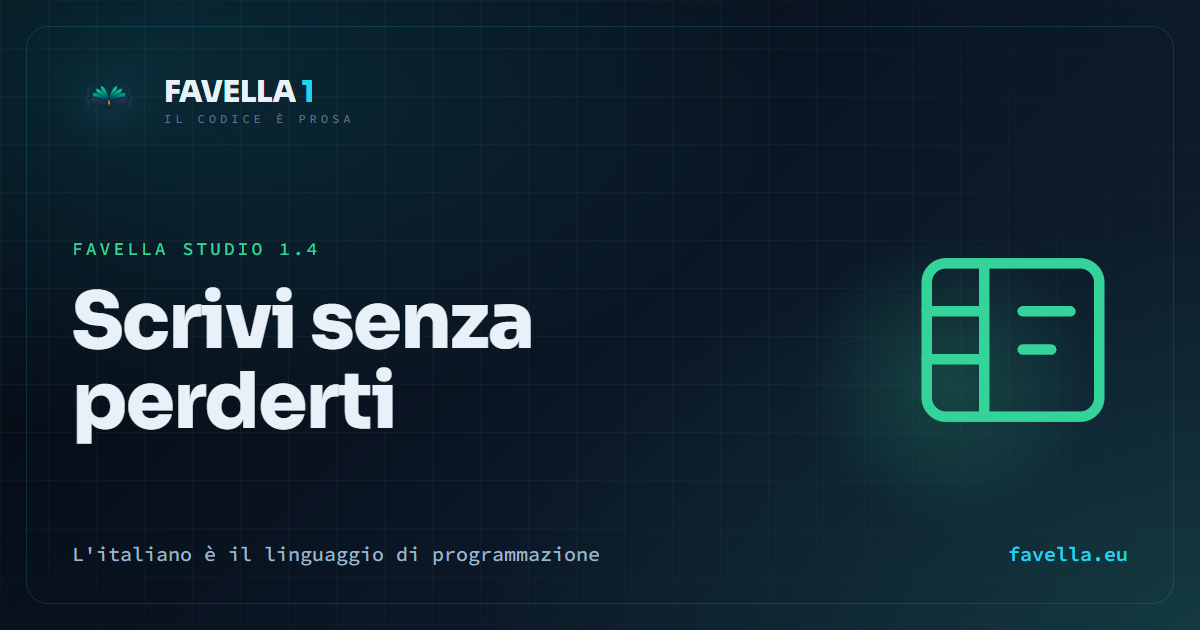 FAVELLA 1
IL CODICE È PROSA
FAVELLA STUDIO 1.4
Scrivi senza
perderti
L'italiano è il linguaggio di programmazione
favella.eu